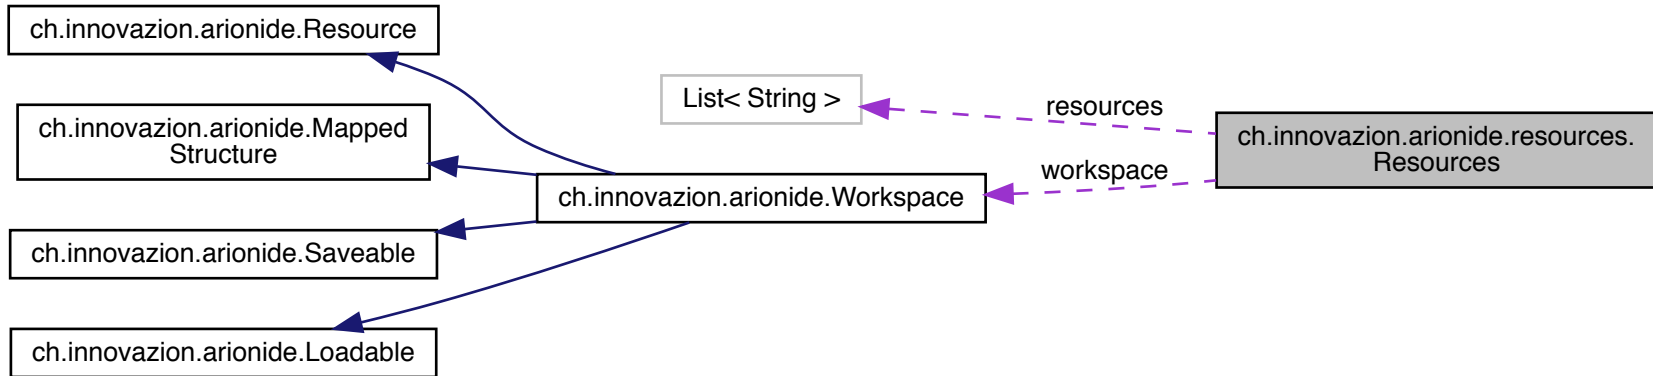 ch.innovazion.arionide.Resource
ch.innovazion.arionide.Mapped
Structure
ch.innovazion.arionide.Saveable
ch.innovazion.arionide.Loadable
ch.innovazion.arionide.Workspace
List< String >
resources
workspace
ch.innovazion.arionide.resources.
Resources